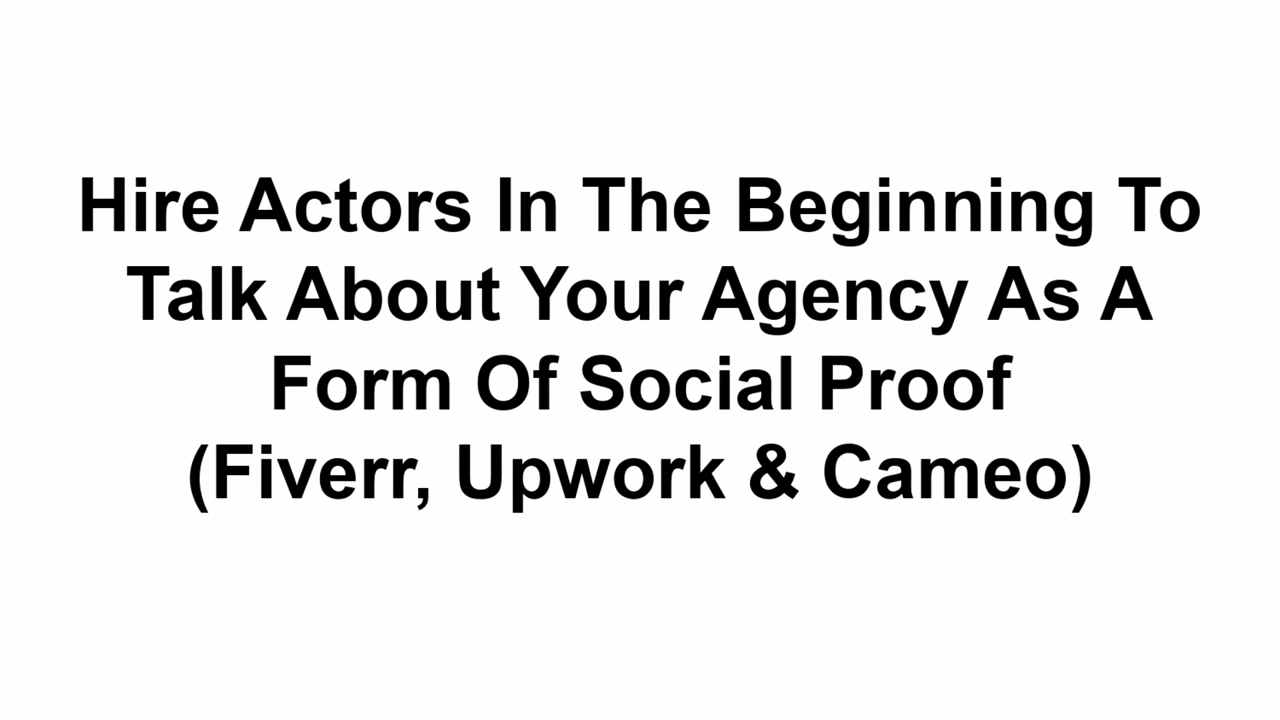 Hire Actors In The Beginning To
Talk About Your Agency As A
Form Of Social Proof
(Fiverr, Upwork & Cameo)